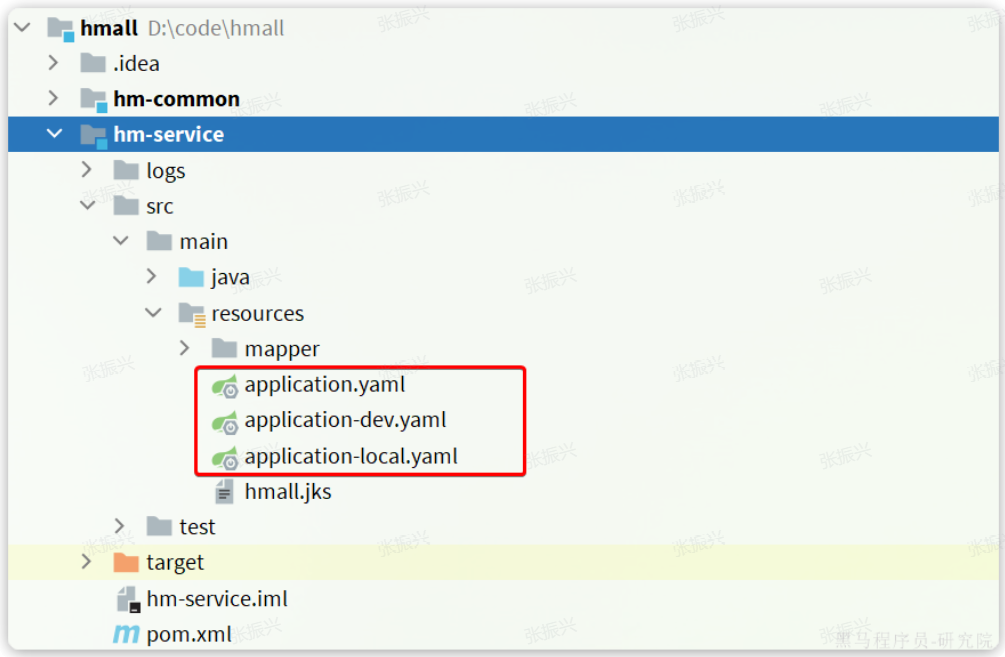 hmall D:\code\hmall
.idea
hm-common
hm-service
logs
src
main
java
resources
mapper
application.yaml
application-dev.yaml
application-local.yaml
hmall.jks
test
target
hm-service.iml
m pom.xml
张振兴
黑马程序员-研究院